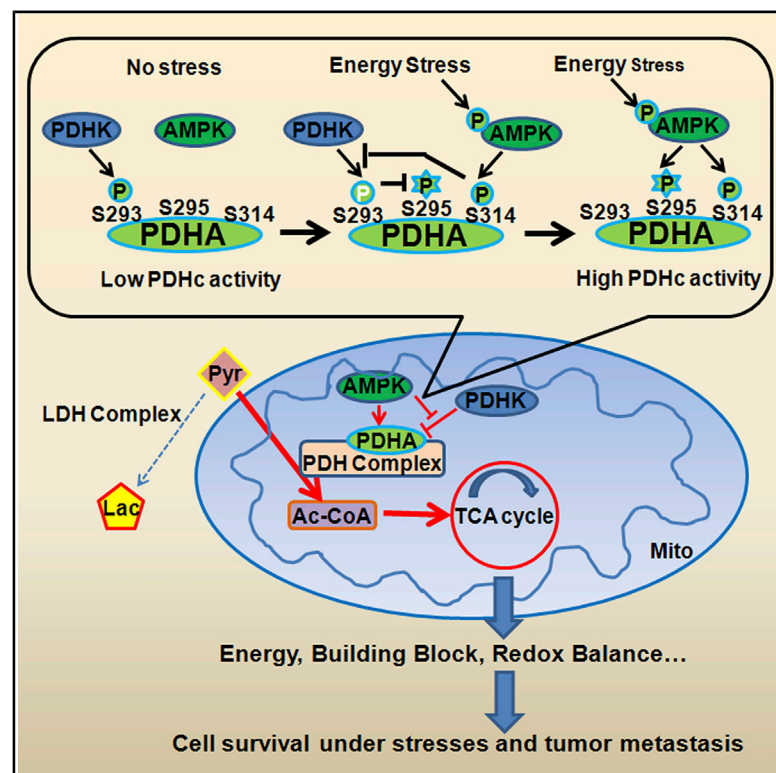 No stress
Energy Stress
Energy Stress
PDHK
AMPK
PDHK
P
AMPK
P
AMPK
P
P
P
P
P
P
S293
S295
S314
S293
S295
S314
S293
S295
S314
PDHA
PDHA
PDHA
Low PDHc activity
High PDHc activity
Pyr
AMPK
PDHK
LDH Complex
PDHA
PDH Complex
Lac
Ac-CoA
TCA cycle
Mito
Energy, Building Block, Redox Balance…
Cell survival under stresses and tumor metastasis